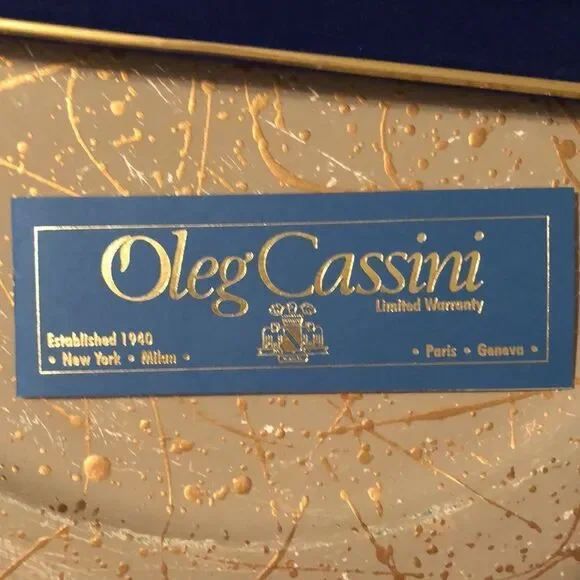 Oleg Cassini
Limited Warranty
Established 1940
• New York • Milan •
• Paris • Geneva •